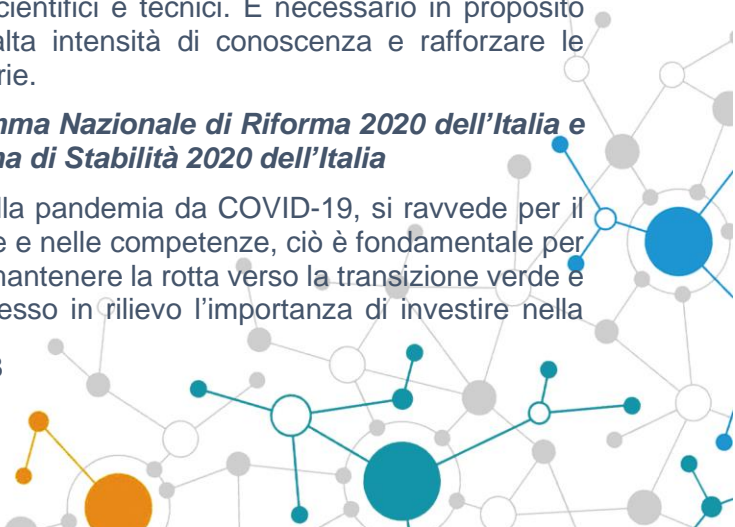 cientifici e tecnici. È necessario in proposito
alta intensità di conoscenza e rafforzare le
rie.
mma Nazionale di Riforma 2020 dell'Italia e
na di Stabilità 2020 dell'Italia
lla pandemia da COVID-19, si ravvede per il
e e nelle competenze, ciò è fondamentale per
mantenere la rotta verso la transizione verde e
esso in rilievo l'importanza di investire nella